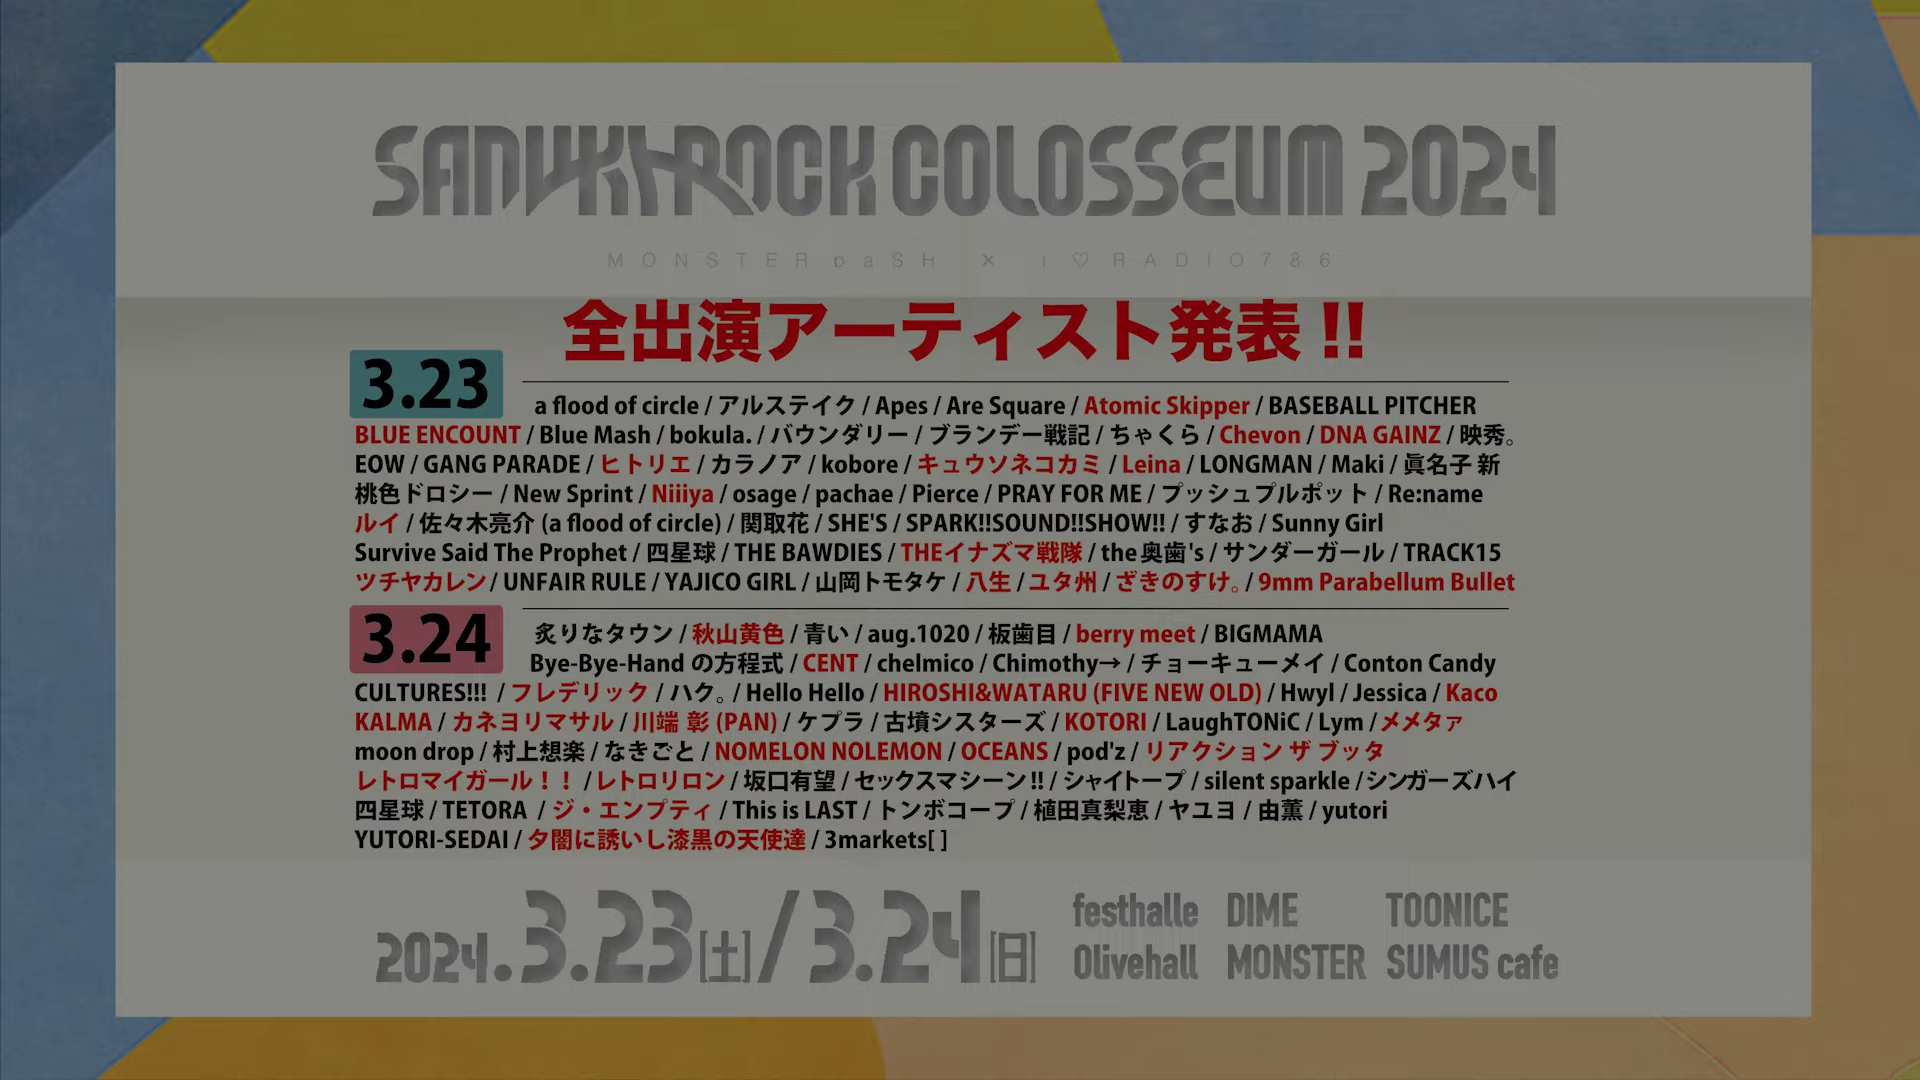 SANUKI ROCK COLOSSEUM 2024
MONSTER baSH × i♡RADIO786
全出演アーティスト発表!!
3.23
a flood of circle / アルステイク / Apes / Are Square / Atomic Skipper / BASEBALL PITCHER
BLUE ENCOUNT / Blue Mash / bokula. / バウンダリー / ブランデー戦記 / ちゃくら / Chevon / DNA GAINZ / 映秀。
EOW / GANG PARADE / ヒトリエ / カラノア / kobore / キュウソネコカミ / Leina / LONGMAN / Maki / 眞名子 新
桃色ドロシー / New Sprint / Niiiya / osage / pachae / Pierce / PRAY FOR ME / プッシュプルポット / Re:name
ルイ / 佐々木亮介 (a flood of circle) / 関取花 / SHE'S / SPARK!!SOUND!!SHOW!! / すなお / Sunny Girl
Survive Said The Prophet / 四星球 / THE BAWDIES / THEイナズマ戦隊 / the 奥歯's / サンダーガール / TRACK15
ツチヤカレン / UNFAIR RULE / YAJICO GIRL / 山岡トモタケ / 八生 / ユタ州 / ざきのすけ。 / 9mm Parabellum Bullet
3.24
炙りなタウン / 秋山黄色 / 青い / aug.1020 / 板歯目 / berry meet / BIGMAMA
Bye-Bye-Hand の方程式 / CENT / chelmico / Chimothy→ / チョーキューメイ / Conton Candy
CULTURES!!! / フレデリック / ハク。 / Hello Hello / HIROSHI&WATARU (FIVE NEW OLD) / Hwyl / Jessica / Kaco
KALMA / カネヨリマサル / 川端 彰 (PAN) / ケプラ / 古墳シスターズ / KOTORI / LaughTONiC / Lym / メメタァ
moon drop / 村上想楽 / なきごと / NOMELON NOLEMON / OCEANS / pod'z / リアクション ザ ブッタ
レトロマイガール！！ / レトロリロン / 坂口有望 / セックスマシーン!! / シャイトープ / silent sparkle / シンガーズハイ
四星球 / TETORA / ジ・エンプティ / This is LAST / トンボコープ / 植田真梨恵 / ヤユヨ / 由薫 / yutori
YUTORI-SEDAI / 夕闇に誘いし漆黒の天使達 / 3markets[ ]
2024.3.23[土]/3.24[日]
festhalle DIME TOONICE
Olivehall MONSTER SUMUS cafe